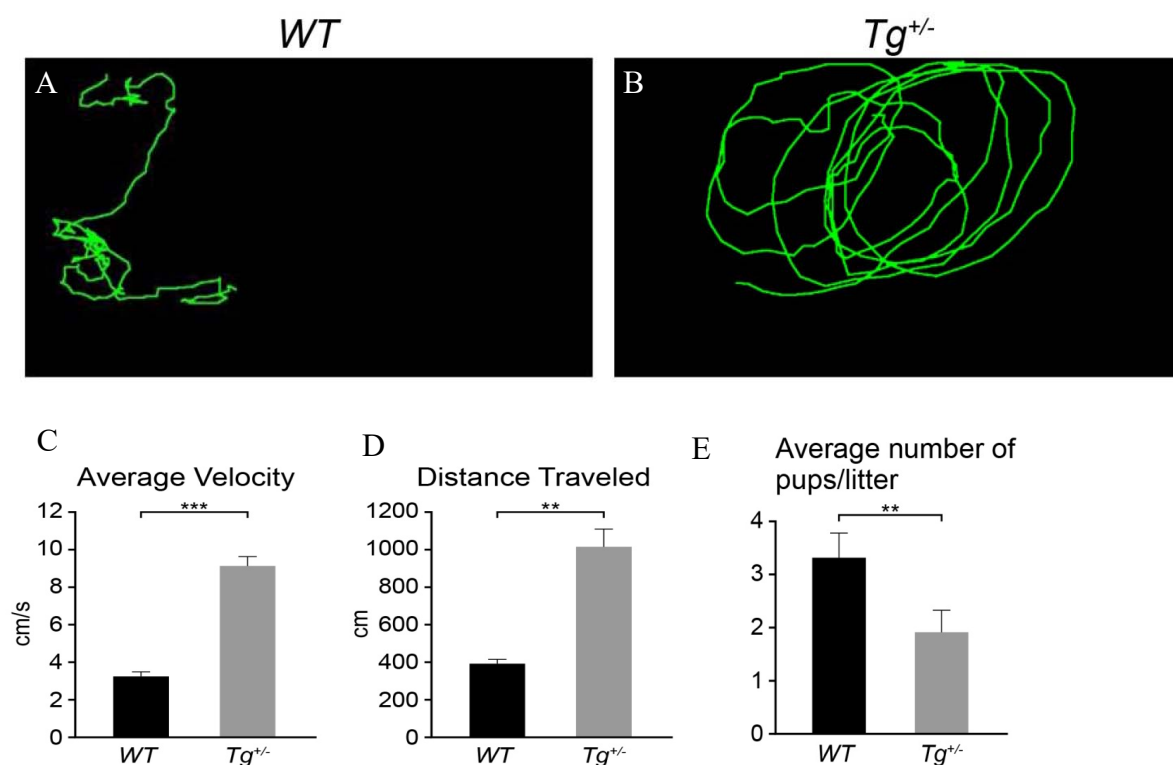 WT
Tg+/-
A
B
C
Average Velocity
***
12
10
8
6
4
2
0
cm/s
WT
Tg+/-
D
Distance Traveled
**
1200
1000
800
600
400
200
0
cm
WT
Tg+/-
E
Average number of
pups/litter
**
4
3
2
1
0
WT
Tg+/-